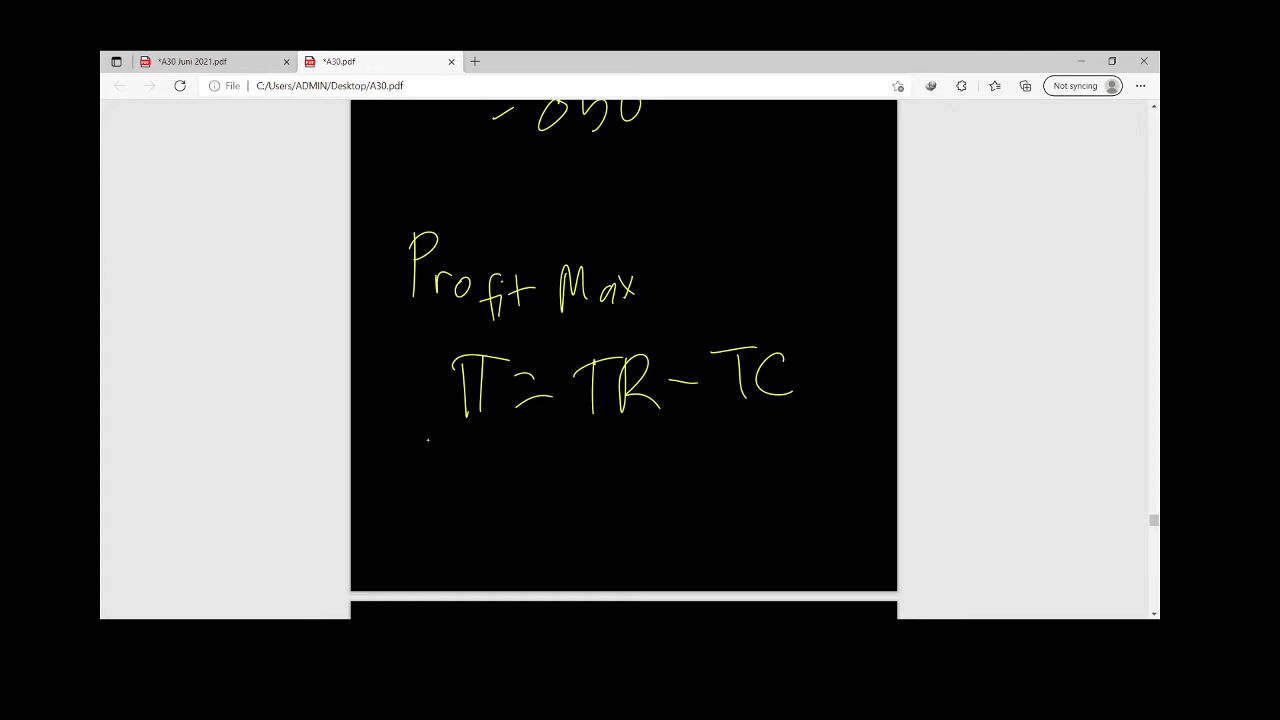 *A30 Juni 2021.pdf
*A30.pdf
File
C:/Users/ADMIN/Desktop/A30.pdf
Not syncing
Profit Max
π = TR - TC